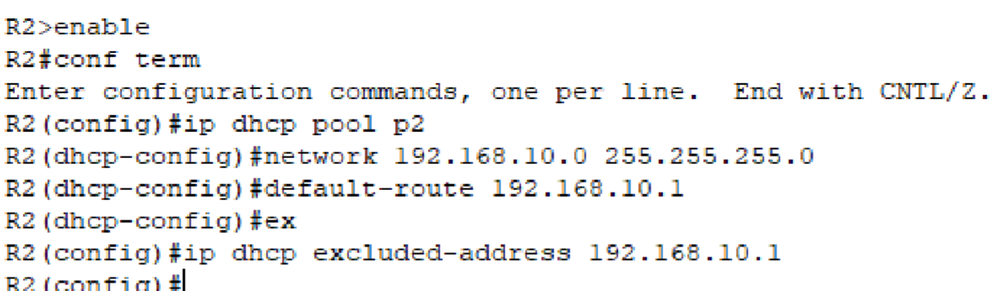 R2>enable
R2#conf term
Enter configuration commands, one per line.  End with CNTL/Z.
R2(config)#ip dhcp pool p2
R2(dhcp-config)#network 192.168.10.0 255.255.255.0
R2(dhcp-config)#default-route 192.168.10.1
R2(dhcp-config)#ex
R2(config)#ip dhcp excluded-address 192.168.10.1
R2(config)#